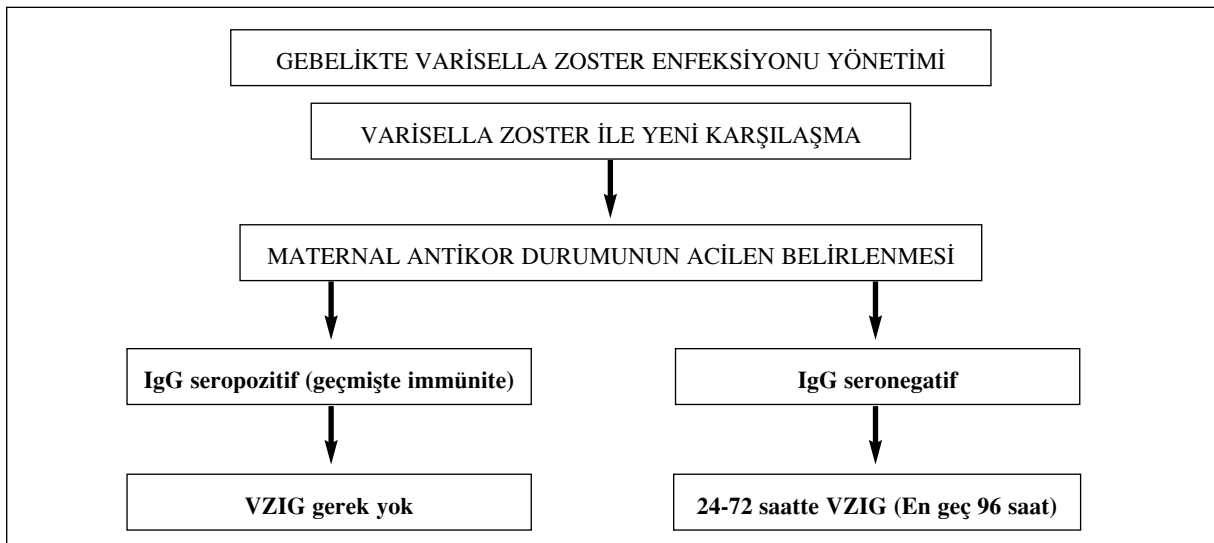 GEBELİKTE VARİSELLA ZOSTER ENFEKSİYONU YÖNETİMİ
VARİSELLA ZOSTER İLE YENİ KARŞILAŞMA
MATERNAL ANTİKOR DURUMUNUN ACİLEN BELİRLENMESİ
IgG seropozitif (geçmişte immünite)
IgG seronegatif
VZIG gerek yok
24-72 saatte VZIG (En geç 96 saat)